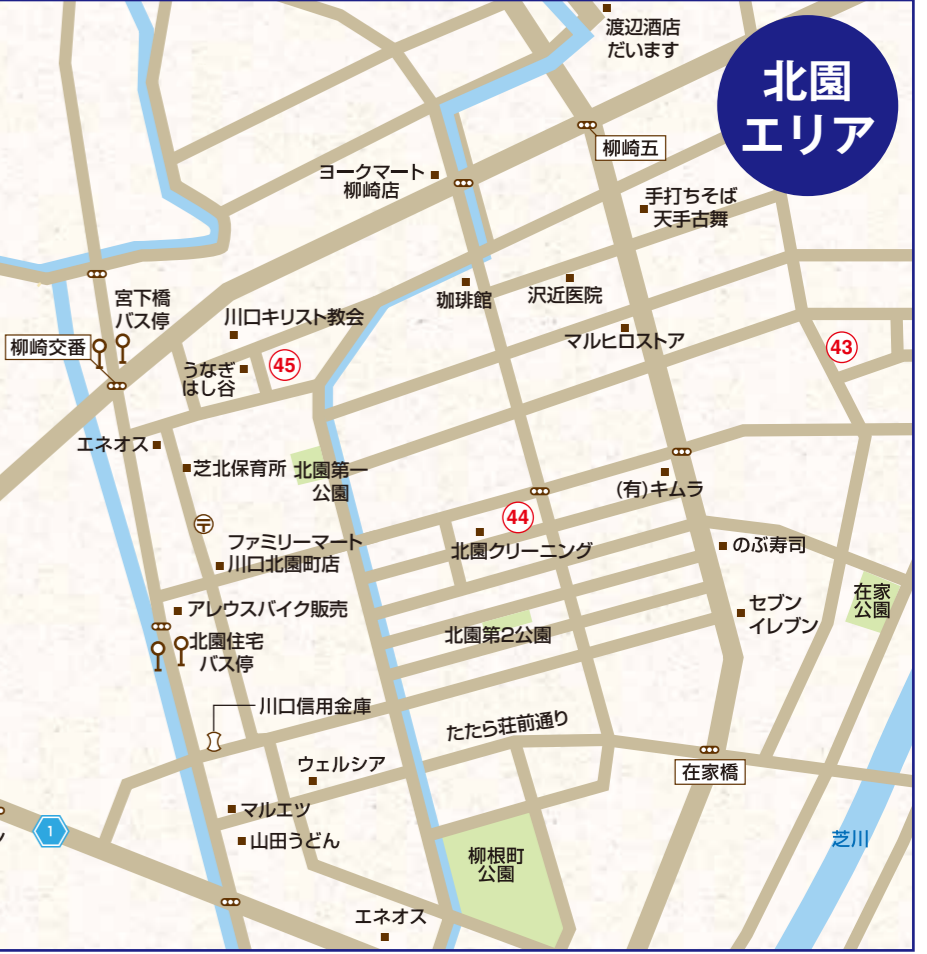 渡辺酒店
だいます
北園
エリア
柳崎五
ヨークマート
柳崎店
手打ちそば
天手古舞
珈琲館
沢近医院
宮下橋
バス停
川口キリスト教会
マルヒロストア
柳崎交番
うなぎ
はし谷
45
43
エネオス
芝北保育所
北園第一
公園
(有)キムラ
44
北園クリーニング
ファミリーマート
川口北園町店
のぶ寿司
在家
公園
アレウスバイク販売
セブン
イレブン
北園住宅
バス停
北園第2公園
川口信用金庫
たたら荘前通り
ウェルシア
在家橋
マルエツ
1
山田うどん
芝川
柳根町
公園
エネオス